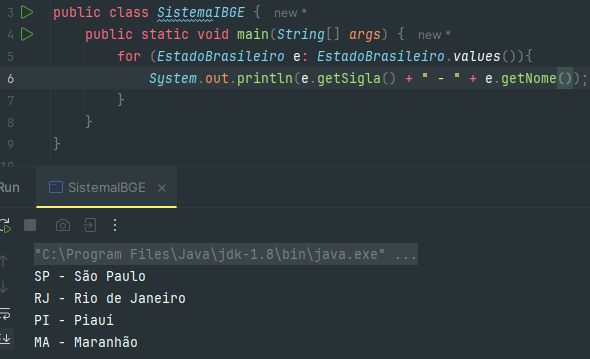 3 public class SistemaIBGE { new *
4 public static void main(String[] args) { new *
5 for (EstadoBrasileiro e: EstadoBrasileiro.values()){
6 System.out.println(e.getSigla() + " - " + e.getNome());
7 }
8 }
9 }
Run SistemaIBGE ×
"C:\Program Files\Java\jdk-1.8\bin\java.exe" ...
SP - São Paulo
RJ - Rio de Janeiro
PI - Piauí
MA - Maranhão